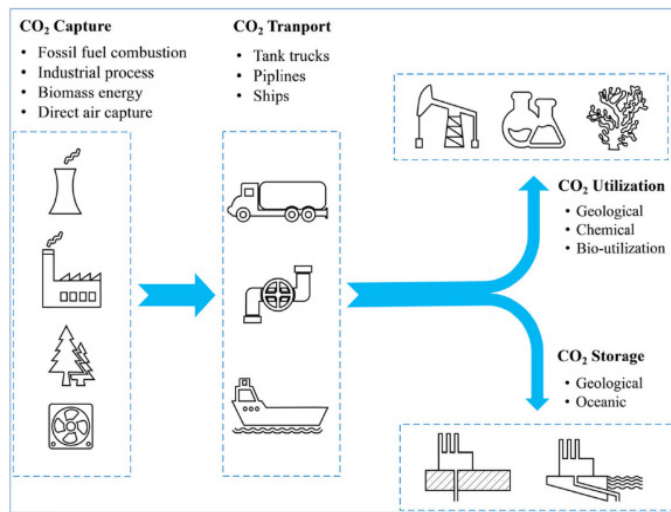 CO₂ Capture
• Fossil fuel combustion
• Industrial process
• Biomass energy
• Direct air capture
CO₂ Tranport
• Tank trucks
• Piplines
• Ships
CO₂ Utilization
• Geological
• Chemical
• Bio-utilization
CO₂ Storage
• Geological
• Oceanic